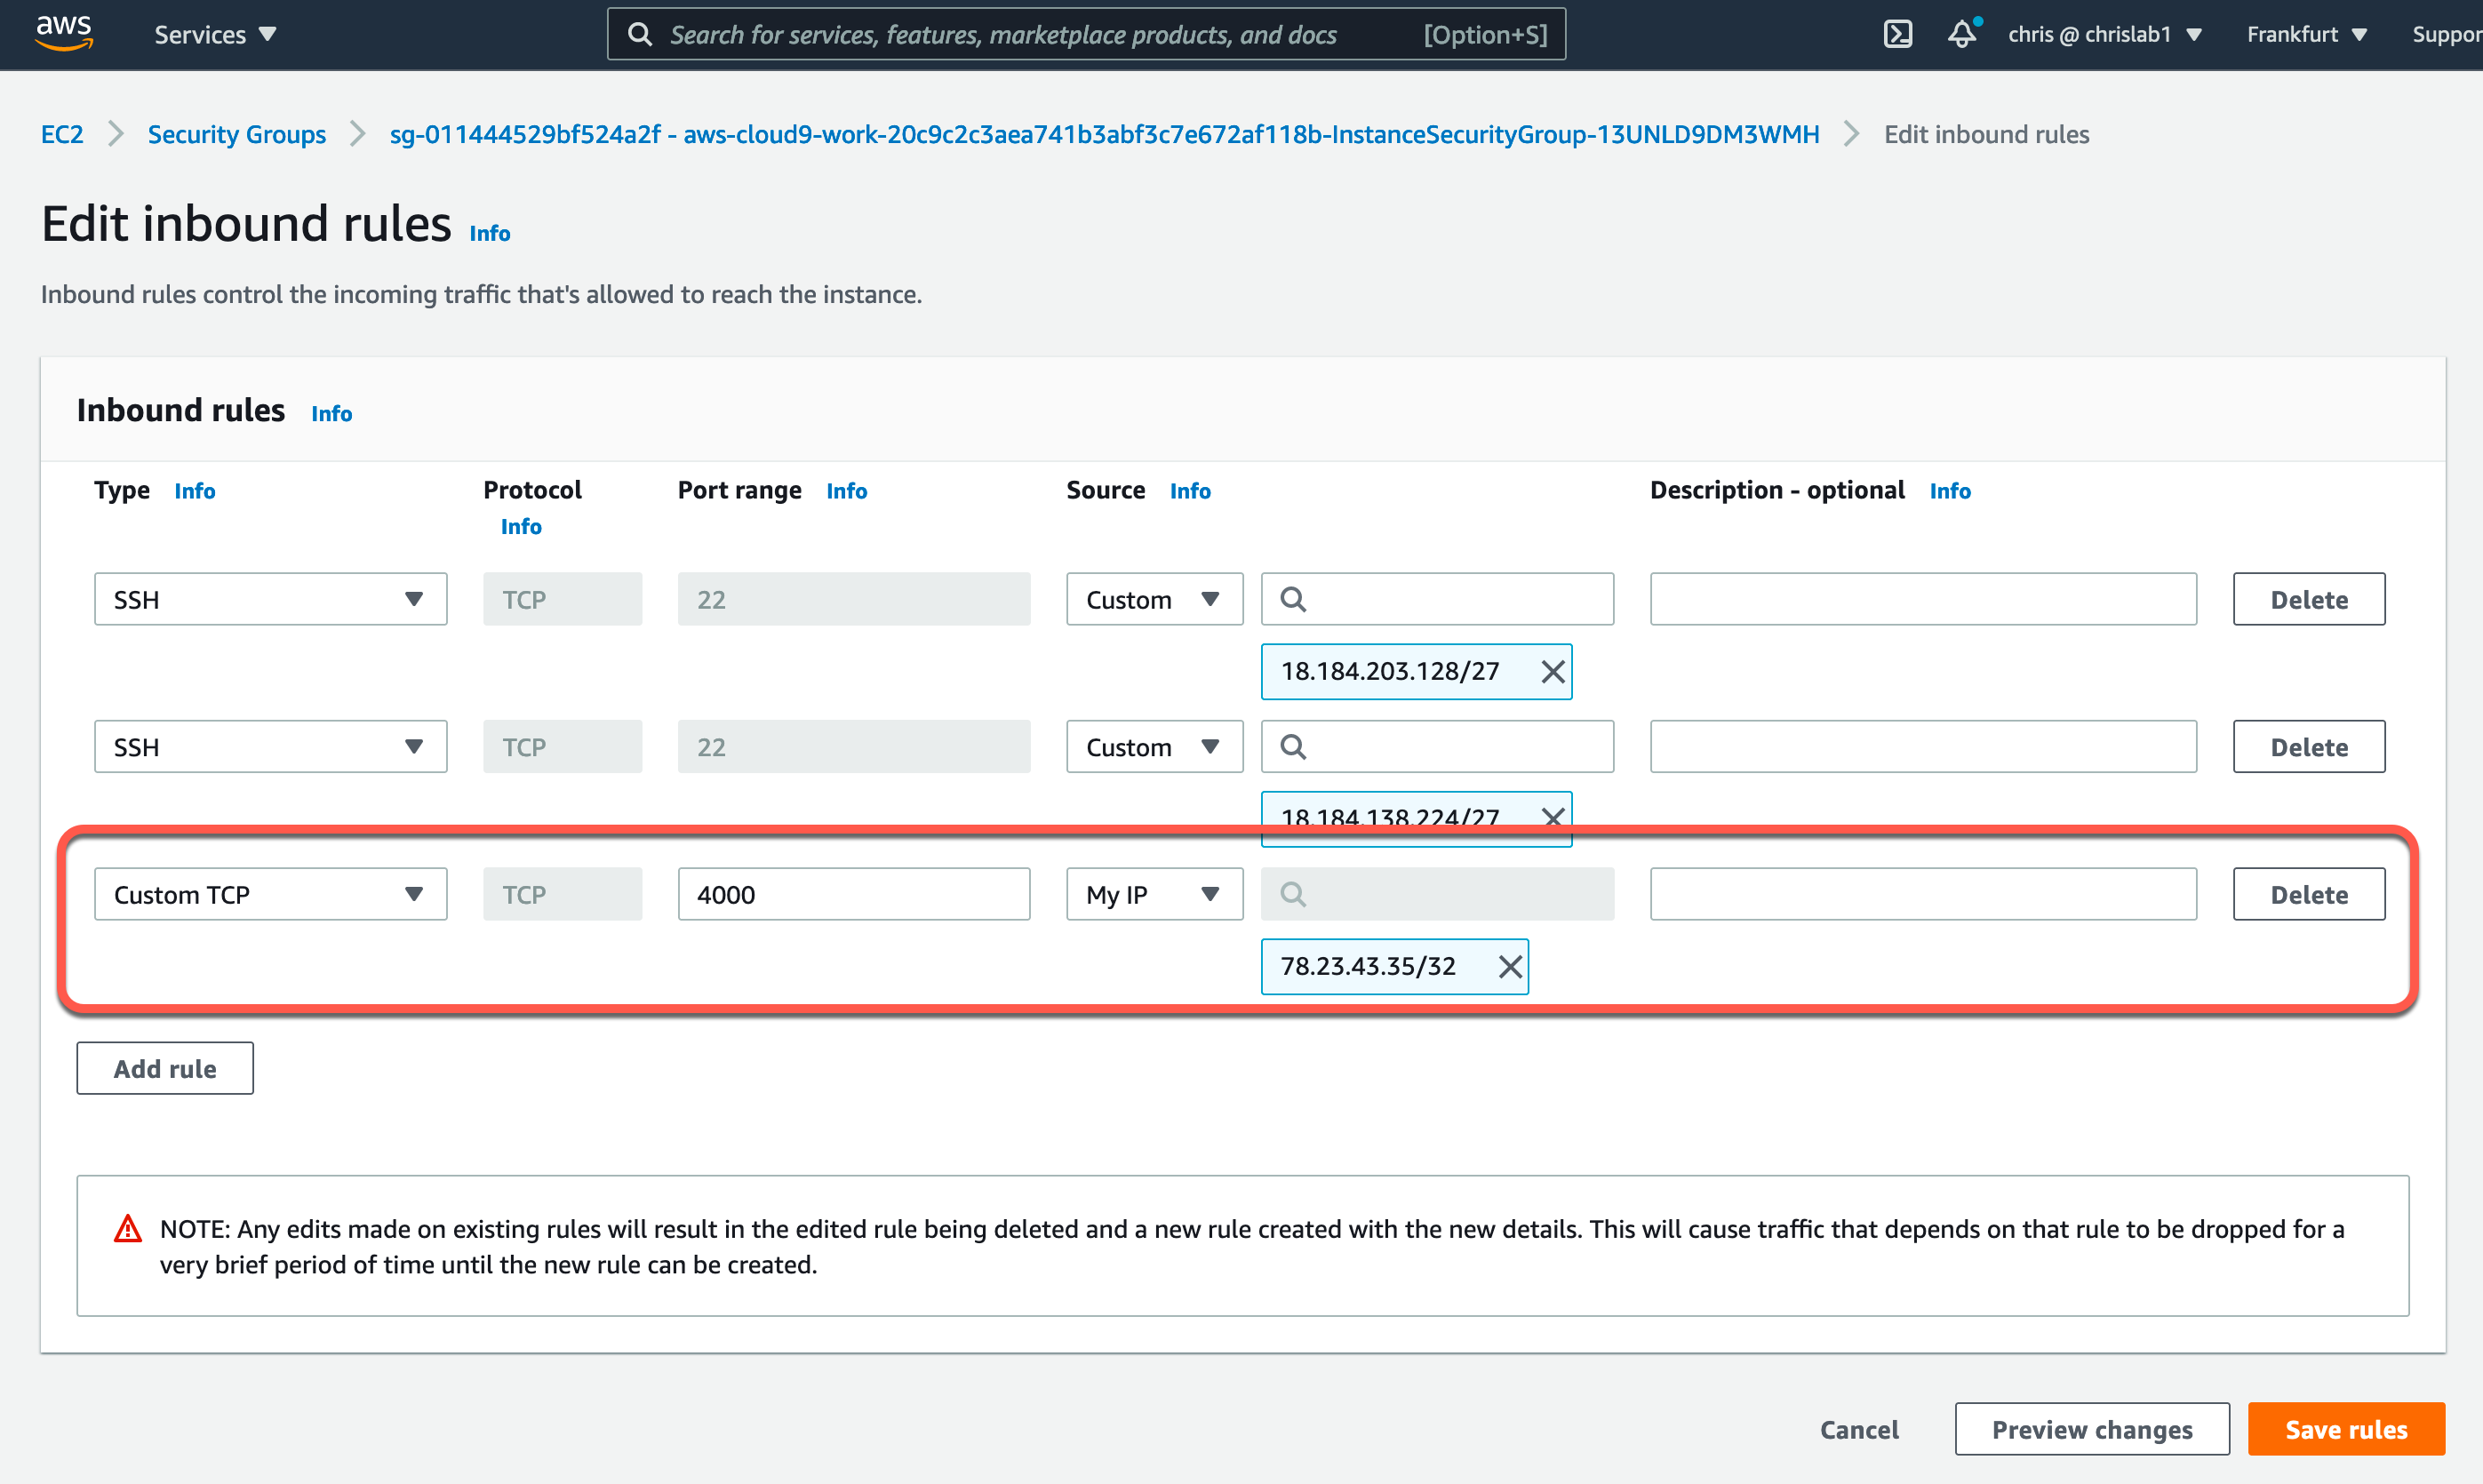 aws Services Search for services, features, marketplace products, and docs [Option+S] chris @ chrislab1 Frankfurt Suppor
EC2 Security Groups sg-011444529bf524a2f - aws-cloud9-work-20c9c2c3aea741b3abf3c7e672af118b-InstanceSecurityGroup-13UNLD9DM3WMH Edit inbound rules
Edit inbound rules Info
Inbound rules control the incoming traffic that's allowed to reach the instance.
Inbound rules Info
Type Info Protocol Port range Info Source Info Description - optional Info
Info
SSH TCP 22 Custom Delete
18.184.203.128/27
SSH TCP 22 Custom Delete
18.184.138.224/27
Custom TCP TCP 4000 My IP Delete
78.23.43.35/32
Add rule
NOTE: Any edits made on existing rules will result in the edited rule being deleted and a new rule created with the new details. This will cause traffic that depends on that rule to be dropped for a
very brief period of time until the new rule can be created.
Cancel Preview changes Save rules